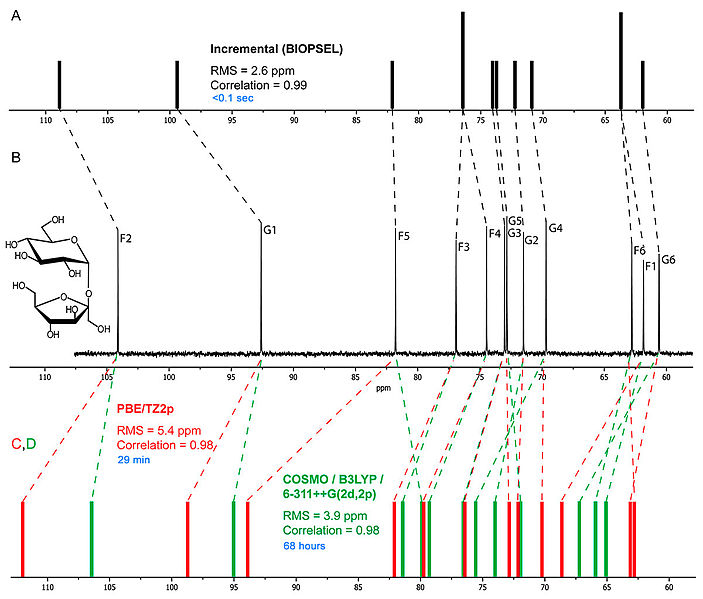 A
Incremental (BIOPSEL)
RMS = 2.6 ppm
Correlation = 0.99
<0.1 sec
110 105 100 95 90 85 80 75 70 65 60
B
OH
HO
O
HO
HO
OH
O
HO
O
HO
OH
OH
F2
G1
F5
F3
F4
G5
G3
G2
G4
F6
F1
G6
110 105 100 95 90 85 80 75 70 65 60
ppm
C,D
PBE/TZ2p
RMS = 5.4 ppm
Correlation = 0.98
29 min
COSMO / B3LYP /
6-311++G(2d,2p)
RMS = 3.9 ppm
Correlation = 0.98
68 hours
110 105 100 95 90 85 80 75 70 65 60